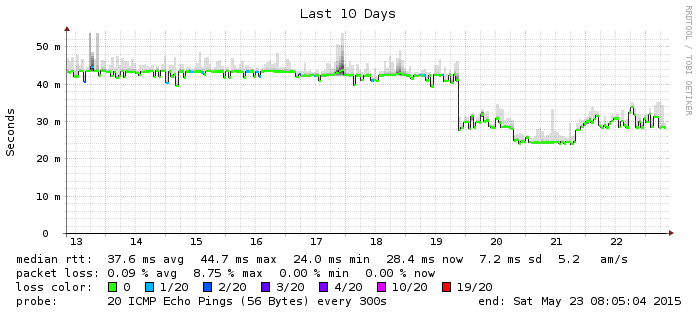 Last 10 Days
RRDTOOL / TOBI OETIKER
Seconds
50 m
40 m
30 m
20 m
10 m
0
13 14 15 16 17 18 19 20 21 22
median rtt: 37.6 ms avg 44.7 ms max 24.0 ms min 28.4 ms now 7.2 ms sd 5.2 am/s
packet loss: 0.09 % avg 8.75 % max 0.00 % min 0.00 % now
loss color: 0 1/20 2/20 3/20 4/20 10/20 19/20
probe: 20 ICMP Echo Pings (56 Bytes) every 300s end: Sat May 23 08:05:04 2015